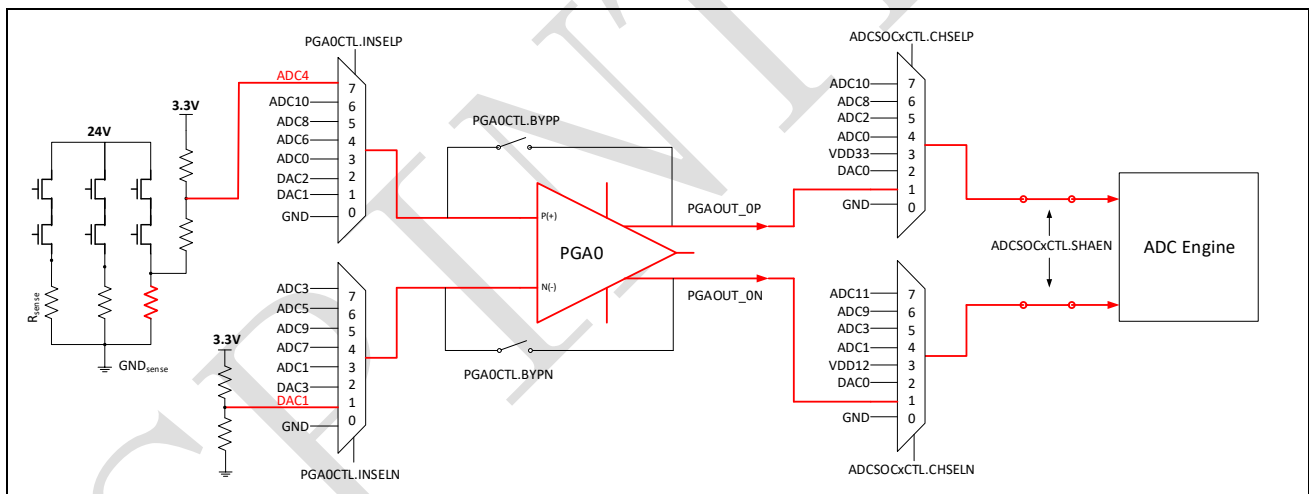 PGA0CTL.INSELP
ADC4
7
ADC10
6
ADC8
5
ADC6
4
ADC0
3
DAC2
2
DAC1
1
GND
0
3.3V
24V
Rsense
GNDsense
3.3V
ADC3
7
ADC5
6
ADC9
5
ADC7
4
ADC1
3
DAC3
2
DAC1
1
GND
0
PGA0CTL.INSELN
PGA0CTL.BYPP
P(+)
PGA0
N(-)
PGA0CTL.BYPN
PGAOUT_0P
PGAOUT_0N
ADCSOCxCTL.CHSELP
ADC10
7
ADC8
6
ADC2
5
ADC0
4
VDD33
3
DAC0
2
1
GND
0
ADC11
7
ADC9
6
ADC3
5
ADC1
4
VDD12
3
DAC0
2
1
GND
0
ADCSOCxCTL.CHSELN
ADCSOCxCTL.SHAEN
ADC Engine